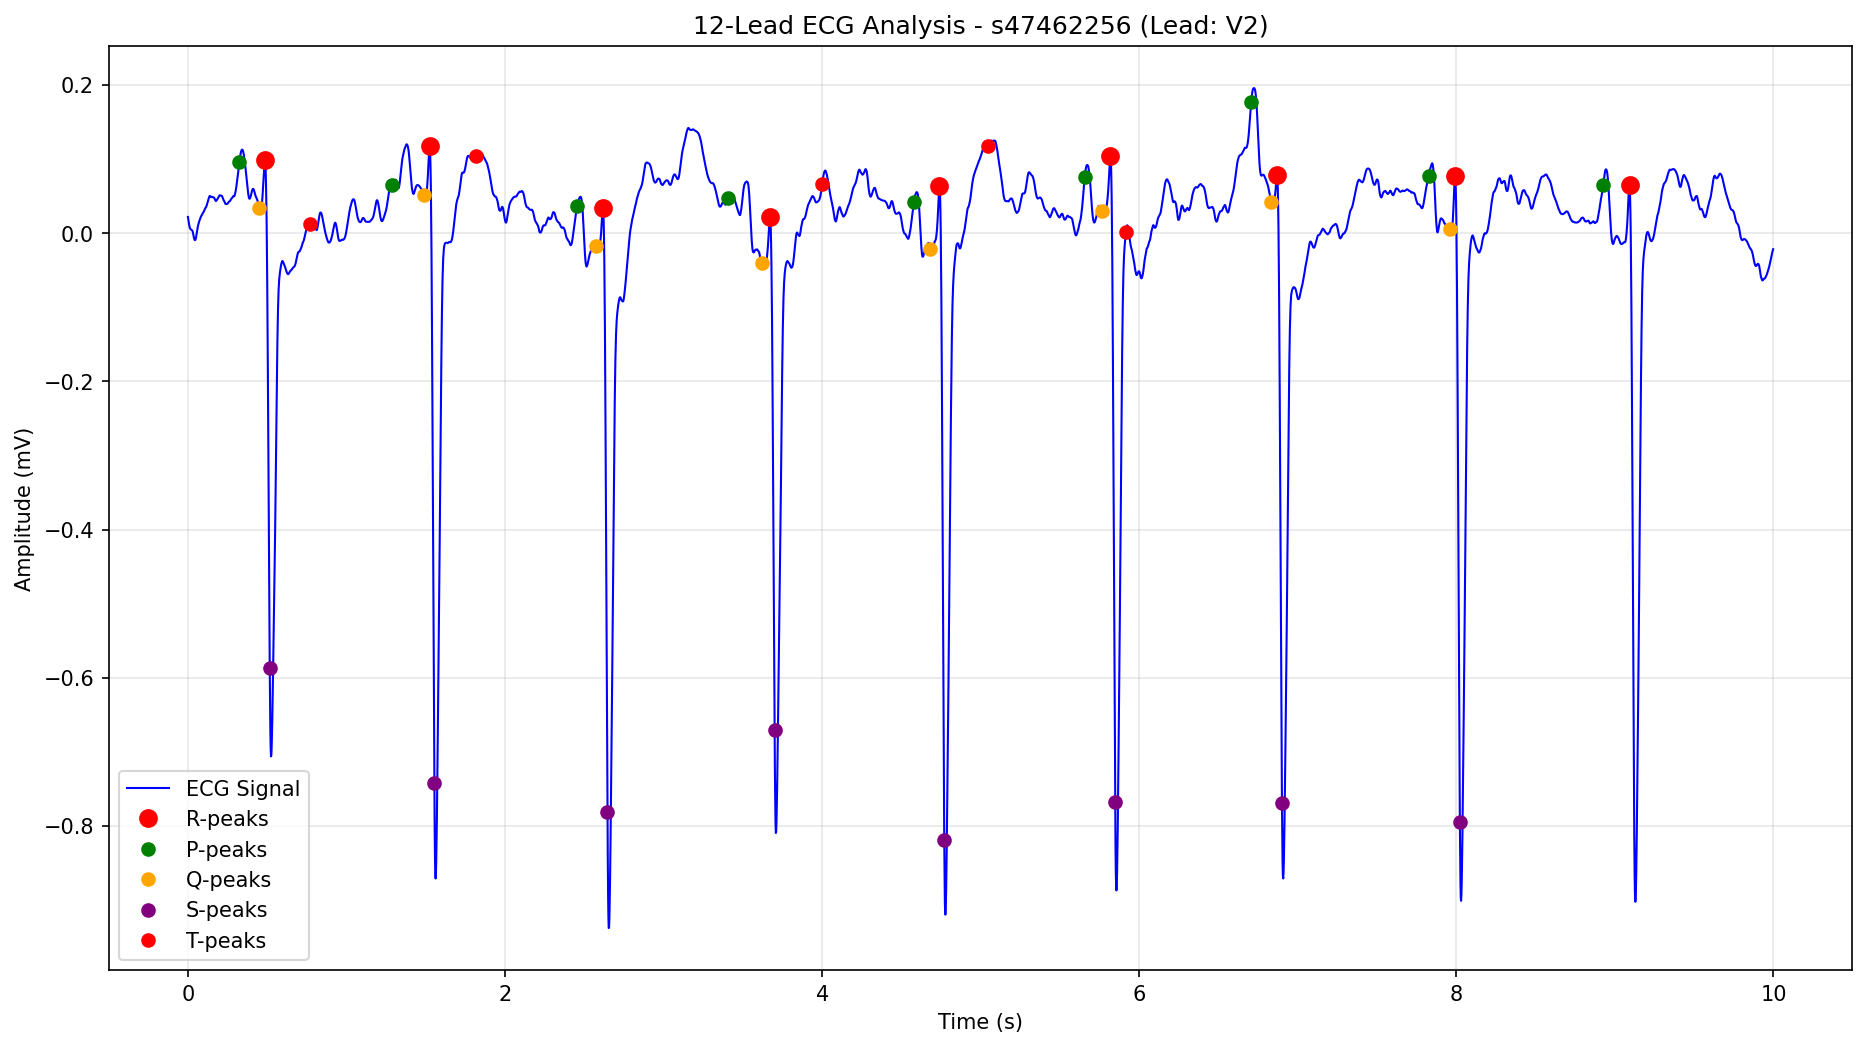 12-Lead ECG Analysis - s47462256 (Lead: V2)
Amplitude (mV)
0.2
0.0
−0.2
−0.4
−0.6
−0.8
ECG Signal
R-peaks
P-peaks
Q-peaks
S-peaks
T-peaks
0 2 4 6 8 10
Time (s)